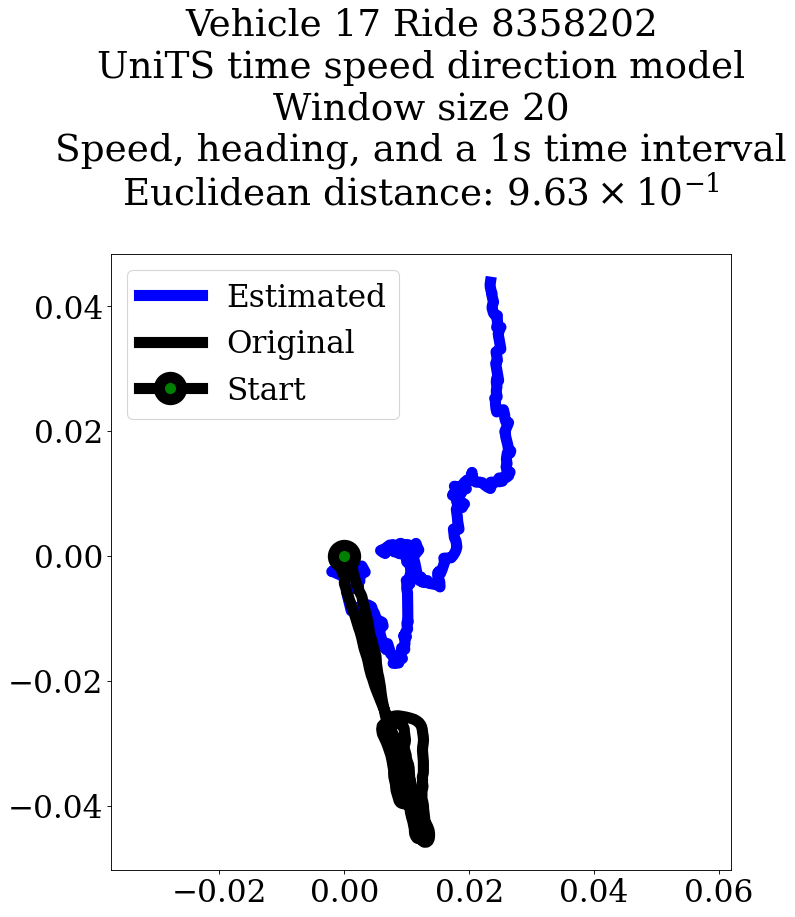 Vehicle 17 Ride 8358202
UniTS time speed direction model
Window size 20
Speed, heading, and a 1s time interval
Euclidean distance: 9.63 × 10⁻¹
Estimated
Original
Start
0.04
0.02
0.00
−0.02
−0.04
−0.02 0.00 0.02 0.04 0.06